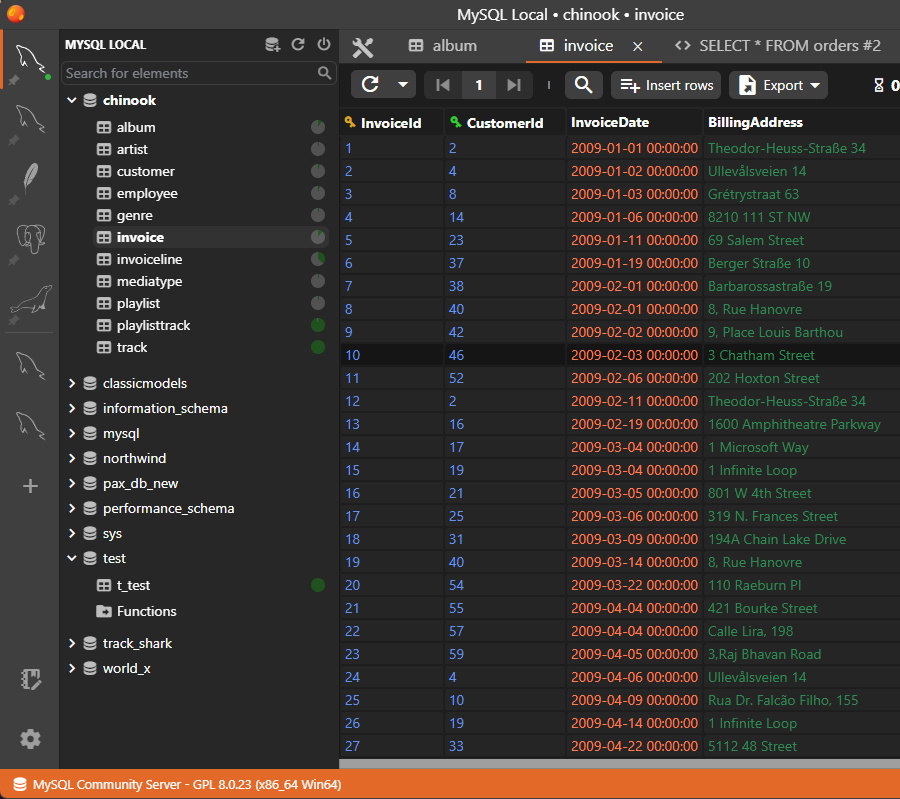 MySQL Local • chinook • invoice
MYSQL LOCAL
album
invoice
SELECT * FROM orders #2
Search for elements
1
Insert rows
Export
0
chinook
album
artist
customer
employee
genre
invoice
invoiceline
mediatype
playlist
playlisttrack
track
classicmodels
information_schema
mysql
northwind
pax_db_new
performance_schema
sys
test
t_test
Functions
track_shark
world_x
InvoiceId CustomerId InvoiceDate BillingAddress
1 2 2009-01-01 00:00:00 Theodor-Heuss-Straße 34
2 4 2009-01-02 00:00:00 Ullevålsveien 14
3 8 2009-01-03 00:00:00 Grétrystraat 63
4 14 2009-01-06 00:00:00 8210 111 ST NW
5 23 2009-01-11 00:00:00 69 Salem Street
6 37 2009-01-19 00:00:00 Berger Straße 10
7 38 2009-02-01 00:00:00 Barbarossastraße 19
8 40 2009-02-01 00:00:00 8, Rue Hanovre
9 42 2009-02-02 00:00:00 9, Place Louis Barthou
10 46 2009-02-03 00:00:00 3 Chatham Street
11 52 2009-02-06 00:00:00 202 Hoxton Street
12 2 2009-02-11 00:00:00 Theodor-Heuss-Straße 34
13 16 2009-02-19 00:00:00 1600 Amphitheatre Parkway
14 17 2009-03-04 00:00:00 1 Microsoft Way
15 19 2009-03-04 00:00:00 1 Infinite Loop
16 21 2009-03-05 00:00:00 801 W 4th Street
17 25 2009-03-06 00:00:00 319 N. Frances Street
18 31 2009-03-09 00:00:00 194A Chain Lake Drive
19 40 2009-03-14 00:00:00 8, Rue Hanovre
20 54 2009-03-22 00:00:00 110 Raeburn Pl
21 55 2009-04-04 00:00:00 421 Bourke Street
22 57 2009-04-04 00:00:00 Calle Lira, 198
23 59 2009-04-05 00:00:00 3,Raj Bhavan Road
24 4 2009-04-06 00:00:00 Ullevålsveien 14
25 10 2009-04-09 00:00:00 Rua Dr. Falcão Filho, 155
26 19 2009-04-14 00:00:00 1 Infinite Loop
27 33 2009-04-22 00:00:00 5112 48 Street
MySQL Community Server - GPL 8.0.23 (x86_64 Win64)